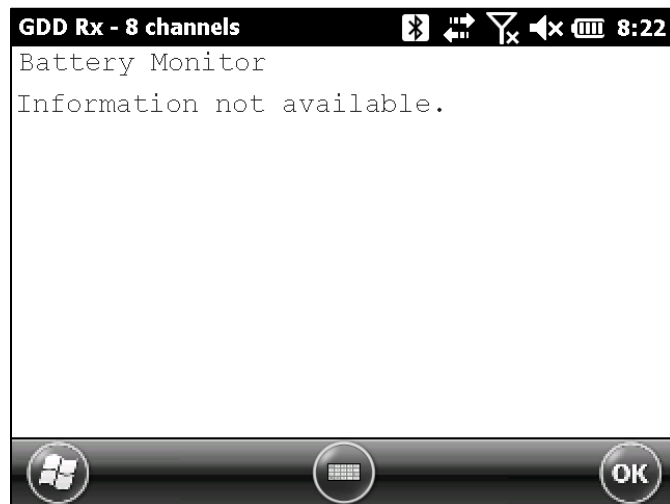 GDD Rx - 8 channels 8:22
Battery Monitor
Information not available.
OK